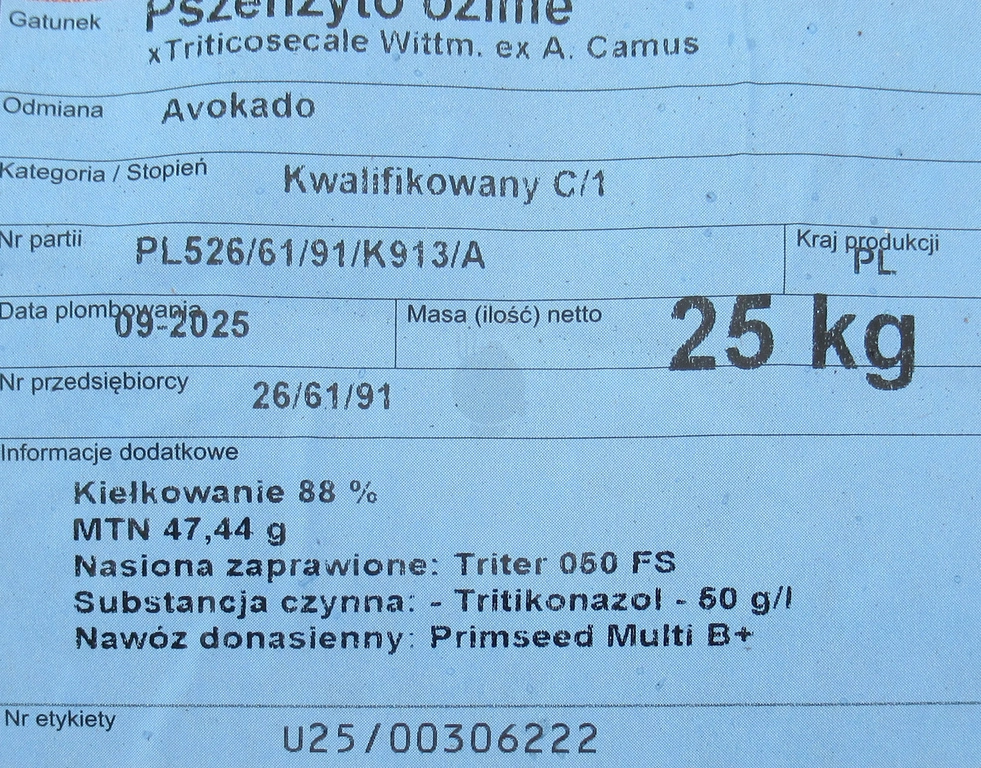 Gatunek Pszenżyto ozime
xTriticosecale Wittm. ex A. Camus
Odmiana Avokado
Kategoria / Stopień Kwalifikowany C/1
Nr partii PL526/61/91/K913/A Kraj produkcji
PL
Data plombowania 09-2025 Masa (ilość) netto 25 kg
Nr przedsiębiorcy 26/61/91
Informacje dodatkowe
Kiełkowanie 88 %
MTN 47,44 g
Nasiona zaprawione: Triter 050 FS
Substancja czynna: - Tritikonazol - 50 g/l
Nawóz donasienny: Primseed Multi B+
Nr etykiety U25/00306222